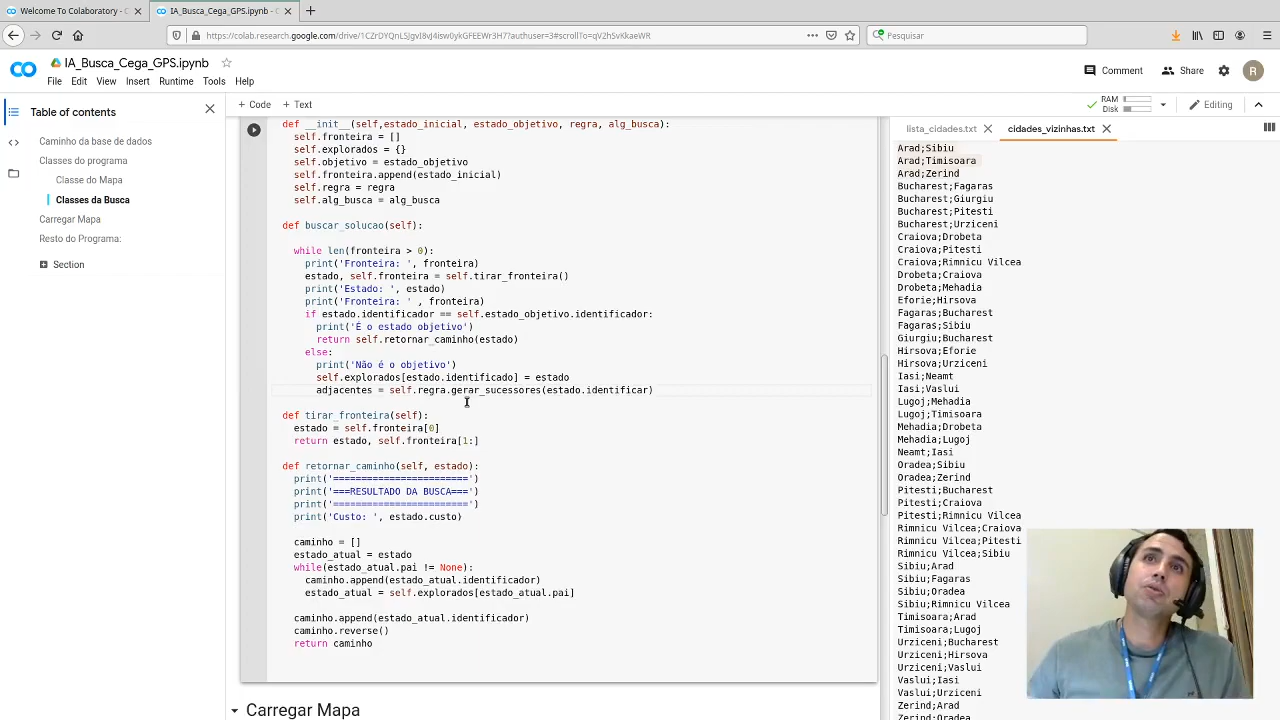 Welcome To Colaboratory - C
IA_Busca_Cega_GPS.ipynb - C
https://colab.research.google.com/drive/1CZrDYQnLSJgvI8vJ4isw0ykGFEEWr3H7?authuser=3#scrollTo=qV2hSvKkaeWR
Pesquisar
IA_Busca_Cega_GPS.ipynb
File Edit View Insert Runtime Tools Help
Comment
Share
R
Table of contents
Caminho da base de dados
Classes do programa
Classe do Mapa
Classes da Busca
Carregar Mapa
Resto do Programa:
Section
+ Code + Text
RAM
Disk
Editing
def __init__(self,estado_inicial, estado_objetivo, regra, alg_busca):
self.fronteira = []
self.explorados = {}
self.objetivo = estado_objetivo
self.fronteira.append(estado_inicial)
self.regra = regra
self.alg_busca = alg_busca
def buscar_solucao(self):
while len(fronteira > 0):
print('Fronteira: ', fronteira)
estado, self.fronteira = self.tirar_fronteira()
print('Estado: ', estado)
print('Fronteira: ' , fronteira)
if estado.identificador == self.estado_objetivo.identificador:
print('É o estado objetivo')
return self.retornar_caminho(estado)
else:
print('Não é o objetivo')
self.explorados[estado.identificado] = estado
adjacentes = self.regra.gerar_sucessores(estado.identificar)
def tirar_fronteira(self):
estado = self.fronteira[0]
return estado, self.fronteira[1:]
def retornar_caminho(self, estado):
print('========================')
print('===RESULTADO DA BUSCA===')
print('========================')
print('Custo: ', estado.custo)
caminho = []
estado_atual = estado
while(estado_atual.pai != None):
caminho.append(estado_atual.identificador)
estado_atual = self.explorados[estado_atual.pai]
caminho.append(estado_atual.identificador)
caminho.reverse()
return caminho
Carregar Mapa
lista_cidades.txt
cidades_vizinhas.txt
Arad;Sibiu
Arad;Timisoara
Arad;Zerind
Bucharest;Fagaras
Bucharest;Giurgiu
Bucharest;Pitesti
Bucharest;Urziceni
Craiova;Drobeta
Craiova;Pitesti
Craiova;Rimnicu Vilcea
Drobeta;Craiova
Drobeta;Mehadia
Eforie;Hirsova
Fagaras;Bucharest
Fagaras;Sibiu
Giurgiu;Bucharest
Hirsova;Eforie
Hirsova;Urziceni
Iasi;Neamt
Iasi;Vaslui
Lugoj;Mehadia
Lugoj;Timisoara
Mehadia;Drobeta
Mehadia;Lugoj
Neamt;Iasi
Oradea;Sibiu
Oradea;Zerind
Pitesti;Bucharest
Pitesti;Craiova
Pitesti;Rimnicu Vilcea
Rimnicu Vilcea;Craiova
Rimnicu Vilcea;Pitesti
Rimnicu Vilcea;Sibiu
Sibiu;Arad
Sibiu;Fagaras
Sibiu;Oradea
Sibiu;Rimnicu Vilcea
Timisoara;Arad
Timisoara;Lugoj
Urziceni;Bucharest
Urziceni;Hirsova
Urziceni;Vaslui
Vaslui;Iasi
Vaslui;Urziceni
Zerind;Arad
Zerind;Oradea